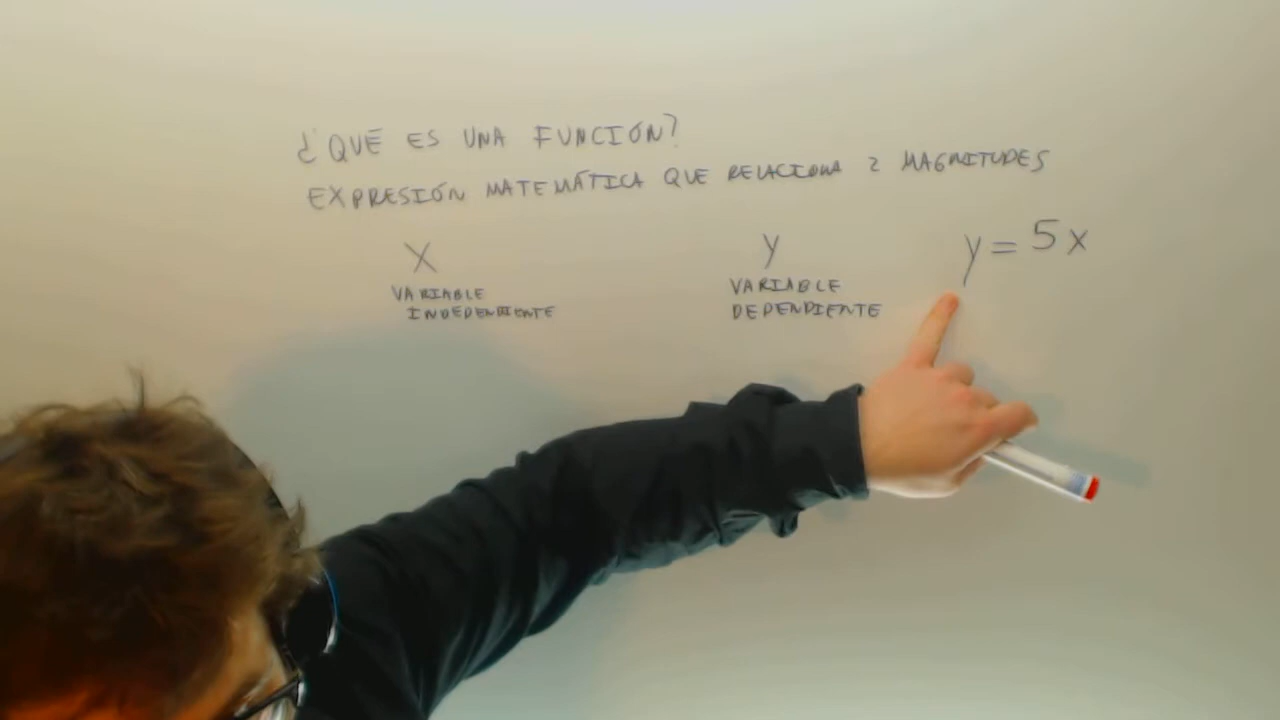 ¿QUÉ ES UNA FUNCIÓN?
EXPRESIÓN MATEMÁTICA QUE RELACIONA 2 MAGNITUDES
X
VARIABLE
INDEPENDIENTE
y
VARIABLE
DEPENDIENTE
y = 5x